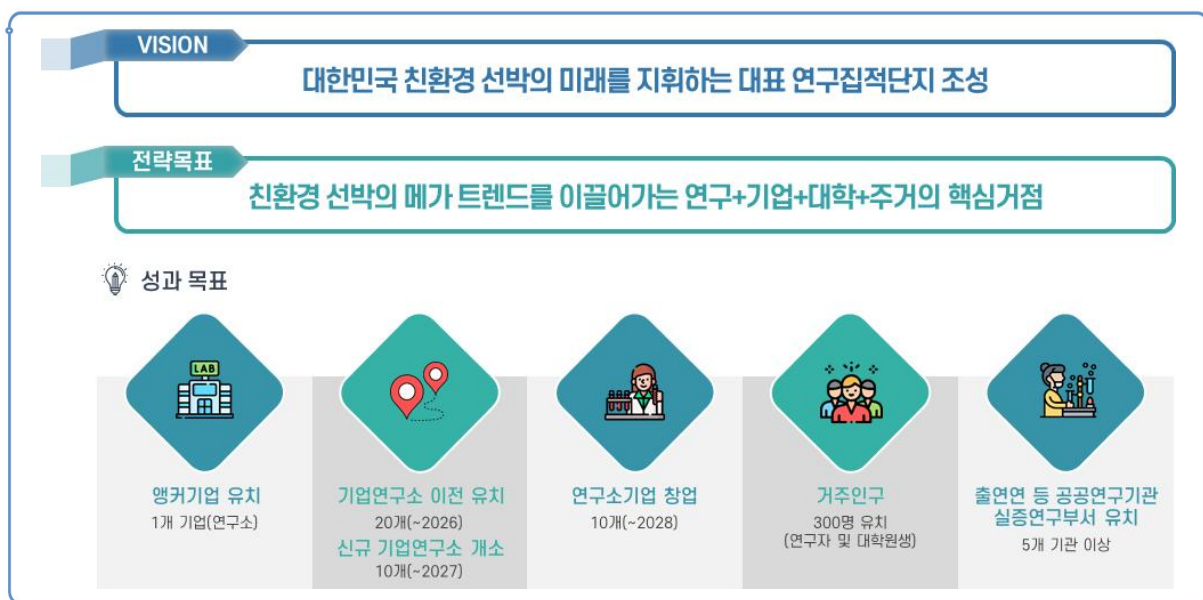 VISION
대한민국 친환경 선박의 미래를 지휘하는 대표 연구집적단지 조성
전략목표
친환경 선박의 메가 트렌드를 이끌어가는 연구+기업+대학+주거의 핵심거점
성과 목표
LAB
앵커기업 유치
1개 기업(연구소)
기업연구소 이전 유치
20개(~2026)
신규 기업연구소 개소
10개(~2027)
연구소기업 창업
10개(~2028)
거주인구
300명 유치
(연구자 및 대학원생)
출연연 등 공공연구기관
실증연구부서 유치
5개 기관 이상